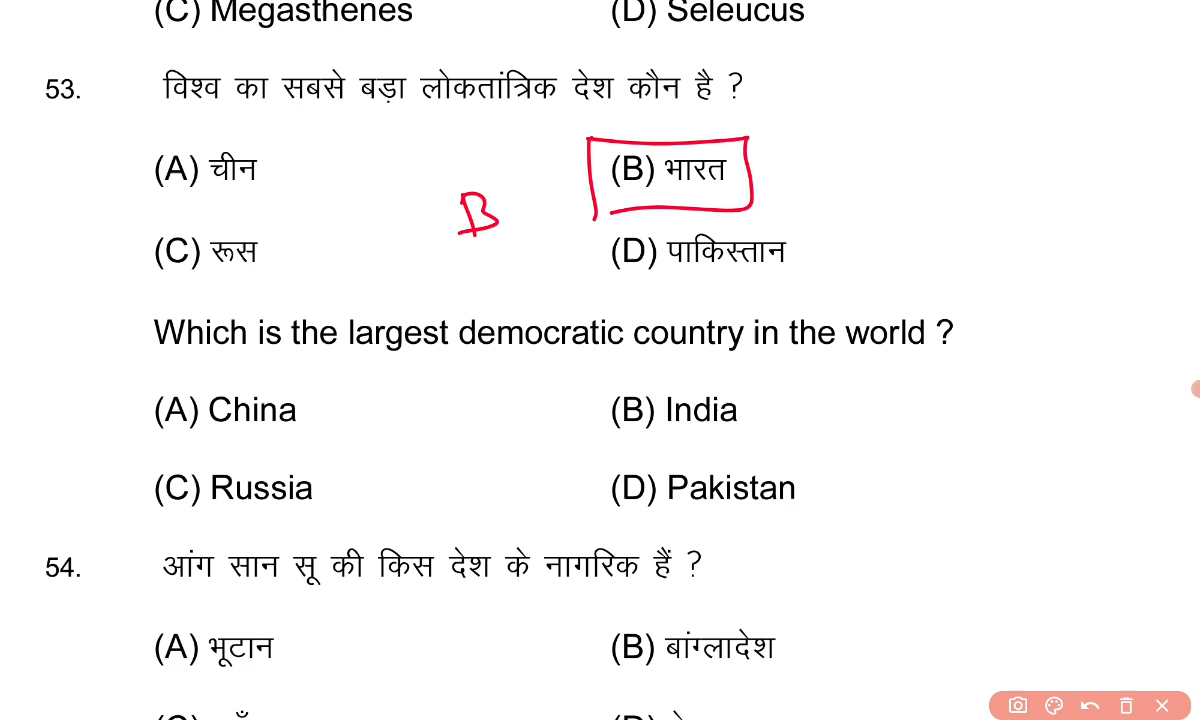 (C) Megasthenes (D) Seleucus
53. विश्व का सबसे बड़ा लोकतांत्रिक देश कौन है ?
(A) चीन (B) भारत
B
(C) रूस (D) पाकिस्तान
Which is the largest democratic country in the world ?
(A) China (B) India
(C) Russia (D) Pakistan
54. आंग सान सू की किस देश के नागरिक हैं ?
(A) भूटान (B) बांग्लादेश